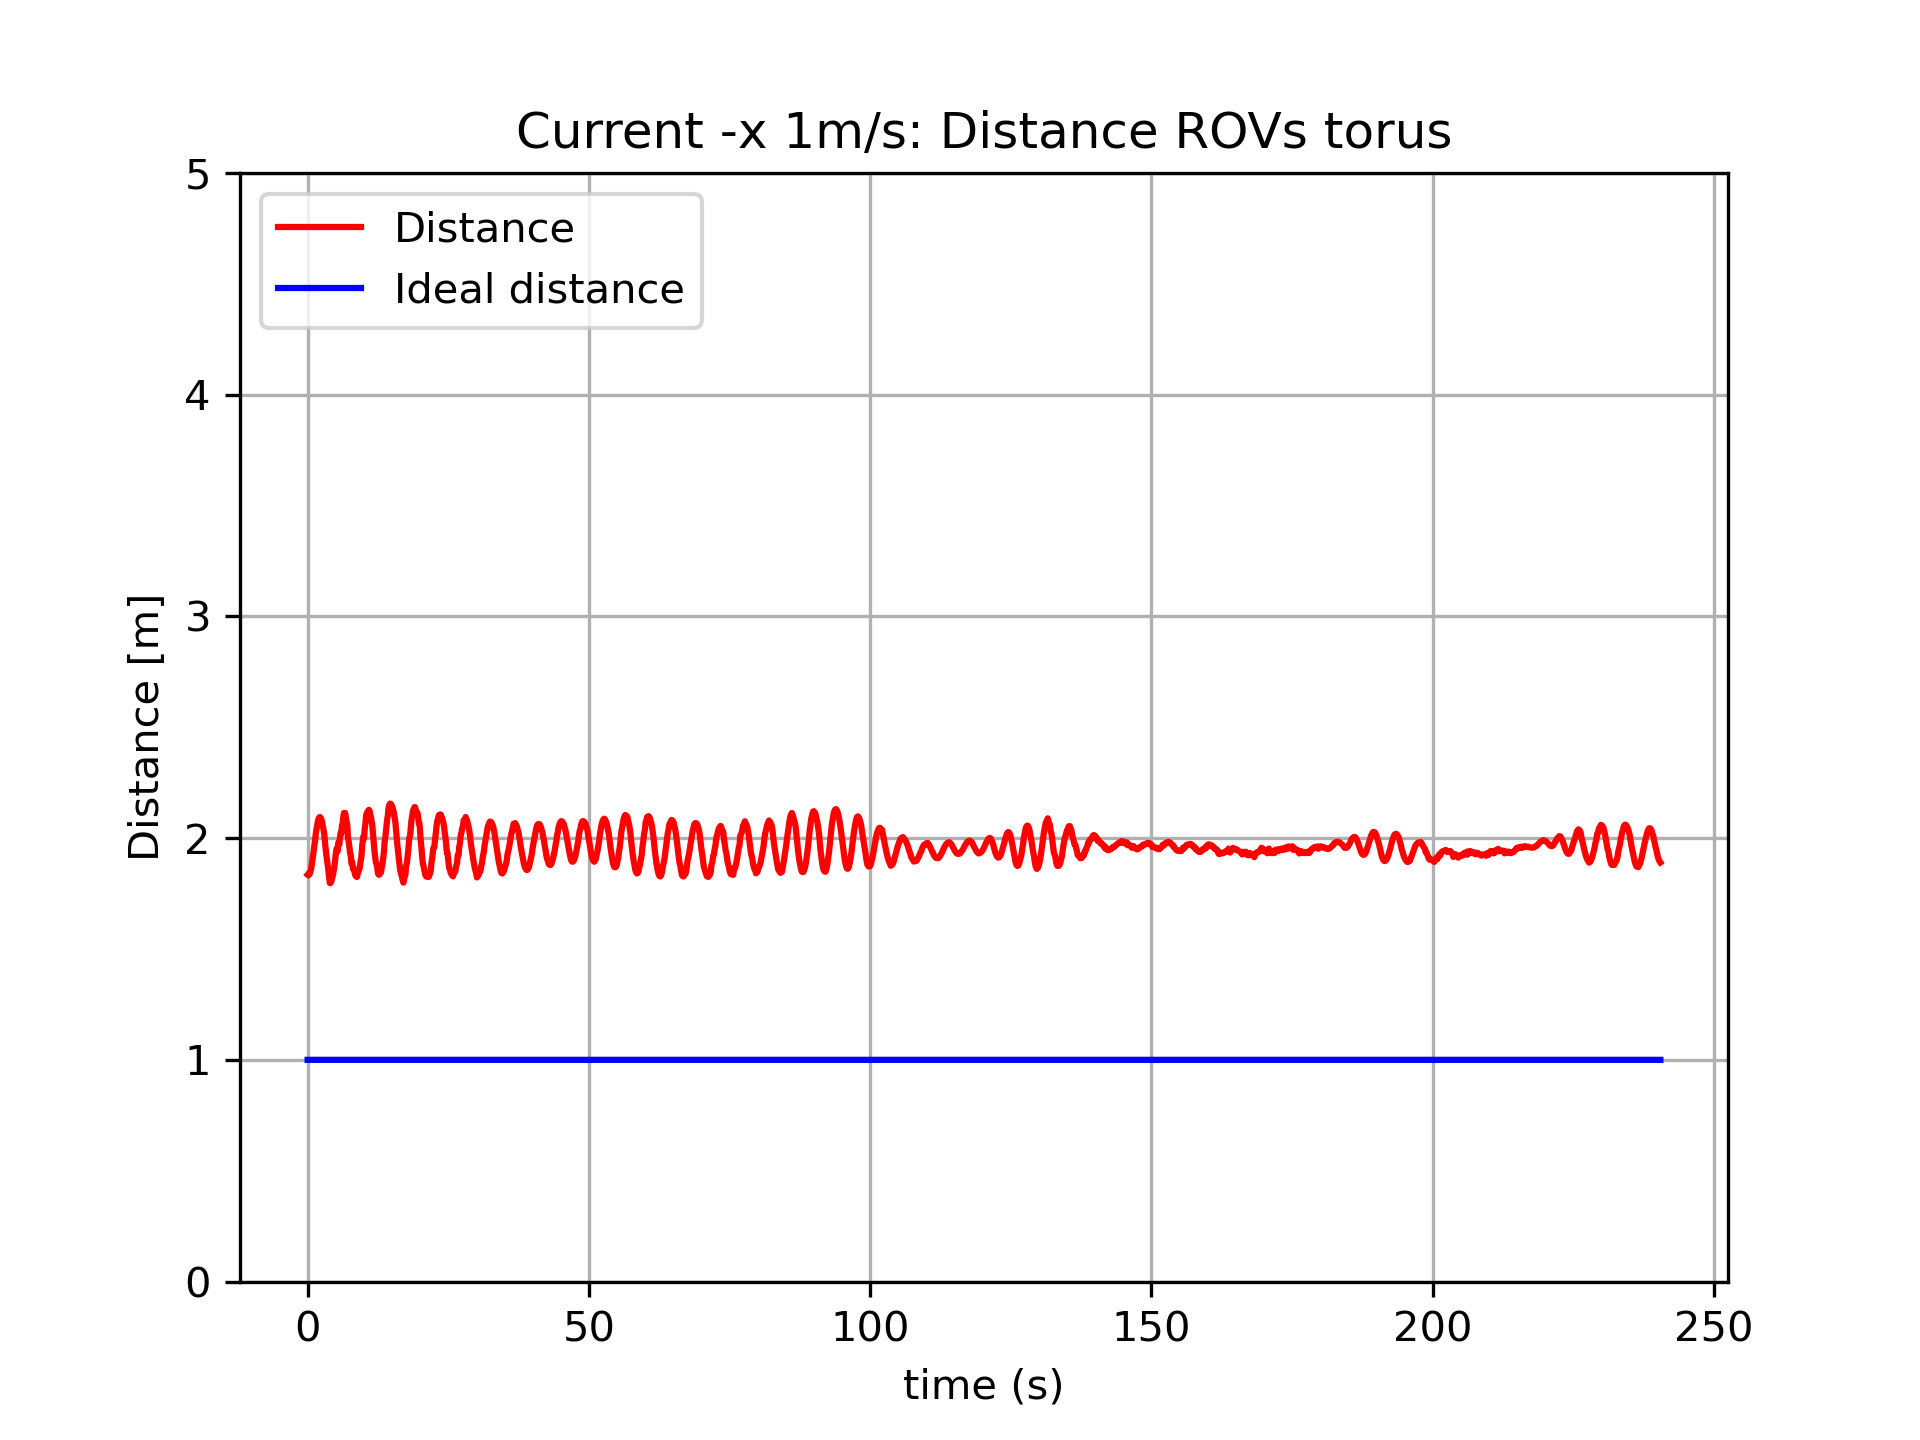 Current -x 1m/s: Distance ROVs torus
Distance
Ideal distance
5
4
3
2
1
0
Distance [m]
0 50 100 150 200 250
time (s)